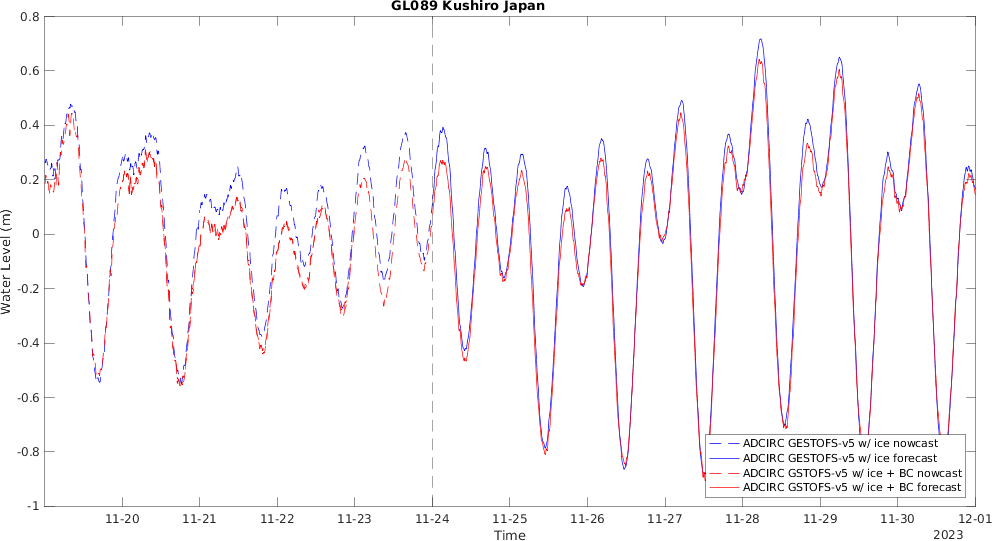 GL089 Kushiro Japan
Water Level (m)
0.8
0.6
0.4
0.2
0
-0.2
-0.4
-0.6
-0.8
-1
ADCIRC GESTOFS-v5 w/ ice nowcast
ADCIRC GESTOFS-v5 w/ ice forecast
ADCIRC GSTOFS-v5 w/ ice + BC nowcast
ADCIRC GSTOFS-v5 w/ ice + BC forecast
11-20 11-21 11-22 11-23 11-24 11-25 11-26 11-27 11-28 11-29 11-30 12-01
Time
2023